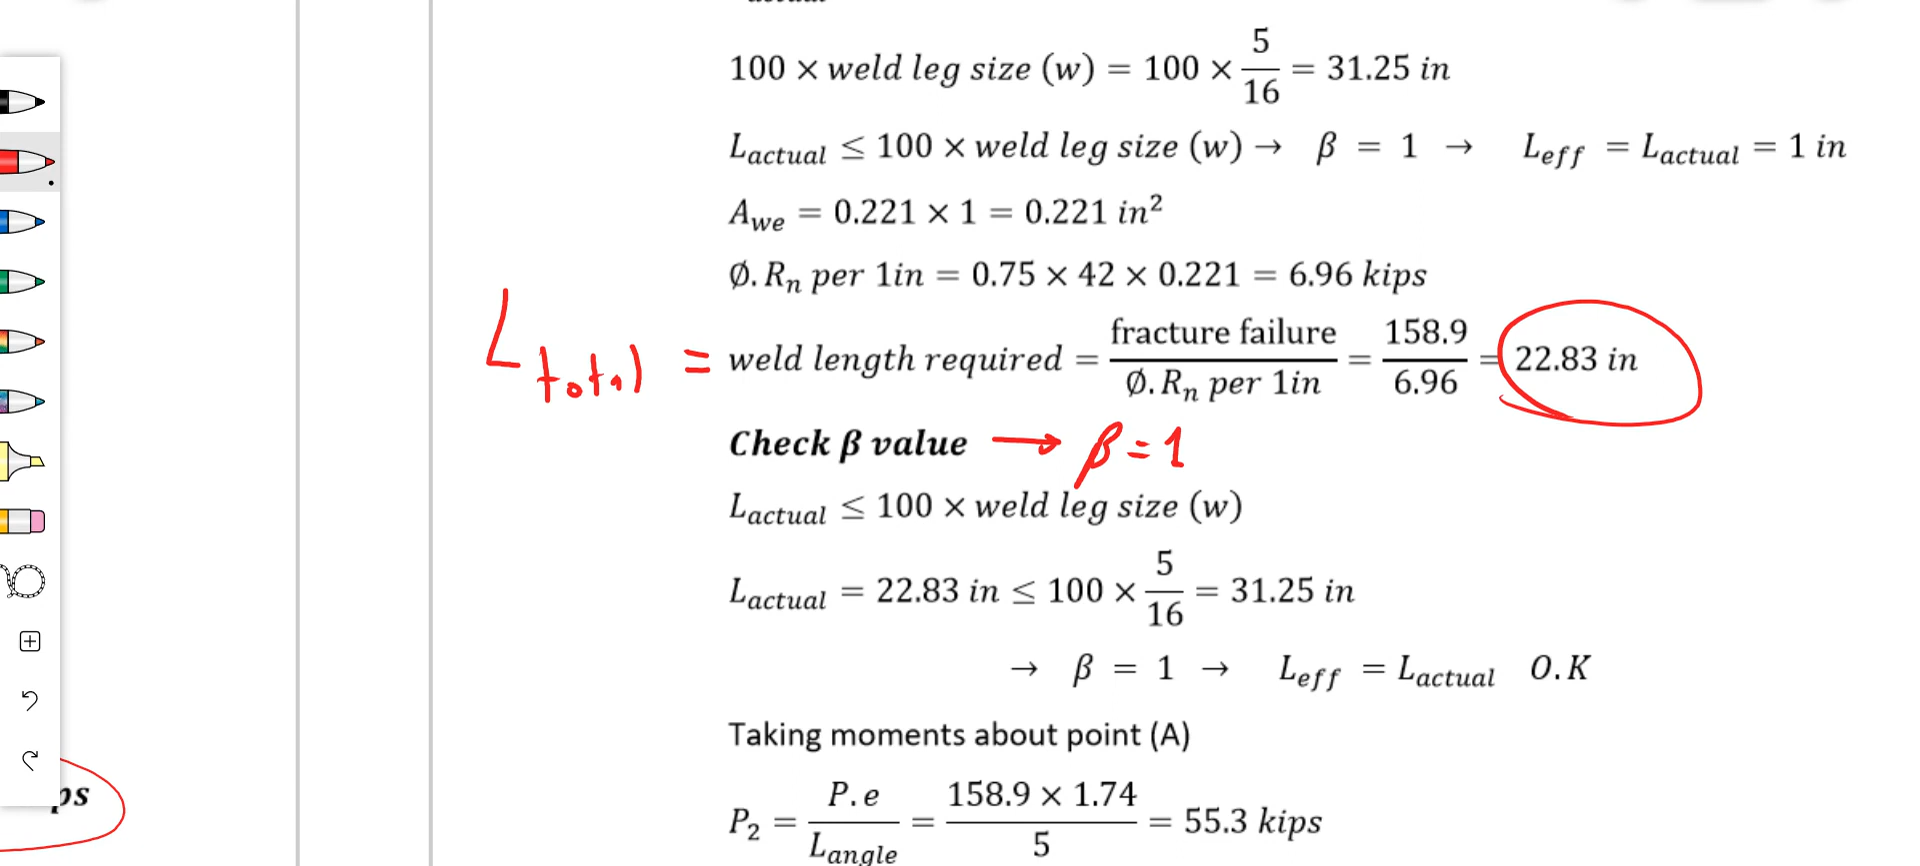 100 × weld leg size (w) = 100 × 5/16 = 31.25 in
L_actual ≤ 100 × weld leg size (w) → β = 1 → L_eff = L_actual = 1 in
A_we = 0.221 × 1 = 0.221 in²
Ø.R_n per 1in = 0.75 × 42 × 0.221 = 6.96 kips
L_total = weld length required = fracture failure / Ø.R_n per 1in = 158.9/6.96 = 22.83 in
Check β value → β = 1
L_actual ≤ 100 × weld leg size (w)
L_actual = 22.83 in ≤ 100 × 5/16 = 31.25 in
→ β = 1 → L_eff = L_actual O.K
Taking moments about point (A)
ps
P_2 = P.e / L_angle = 158.9 × 1.74 / 5 = 55.3 kips